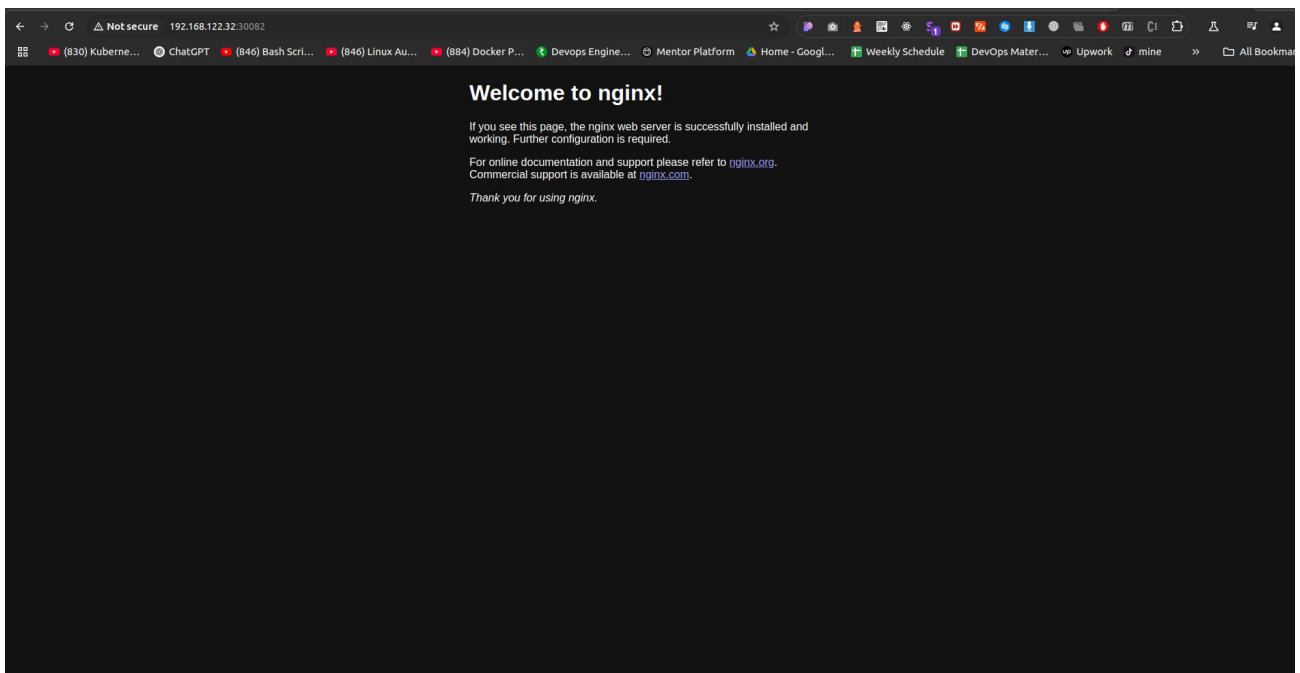 Not secure 192.168.122.32:30082
(830) Kuberne... ChatGPT (846) Bash Scri... (846) Linux Au... (884) Docker P... Devops Engine... Mentor Platform Home - Googl... Weekly Schedule DevOps Mater... Upwork mine » All Bookmar
Welcome to nginx!
If you see this page, the nginx web server is successfully installed and
working. Further configuration is required.
For online documentation and support please refer to nginx.org.
Commercial support is available at nginx.com.
Thank you for using nginx.